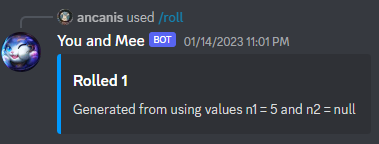 ancanis used /roll
You and Mee BOT 01/14/2023 11:01 PM
Rolled 1
Generated from using values n1 = 5 and n2 = null